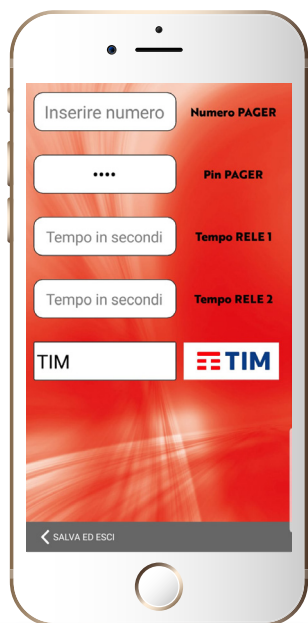 Inserire numero Numero PAGER
•••• Pin PAGER
Tempo in secondi Tempo RELE 1
Tempo in secondi Tempo RELE 2
TIM TIM
SALVA ED ESCI